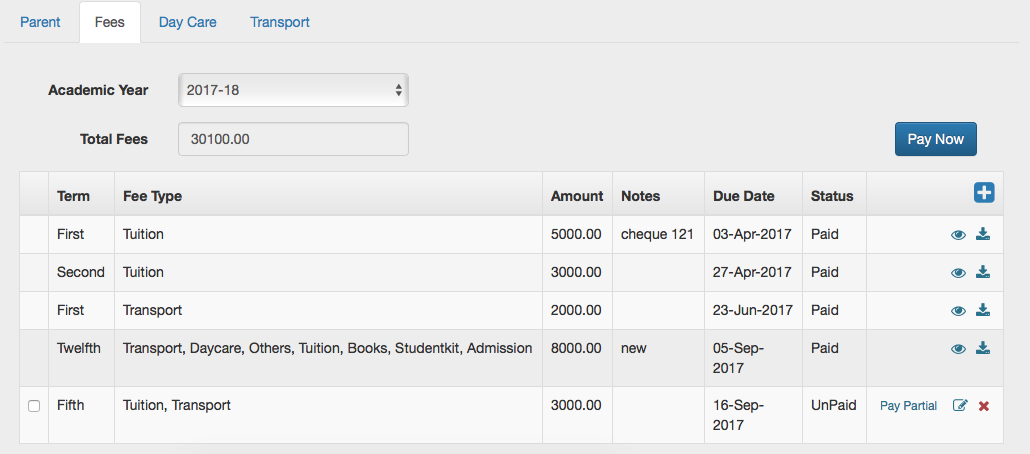 Parent Fees Day Care Transport
Academic Year 2017-18
Total Fees 30100.00 Pay Now
Term Fee Type Amount Notes Due Date Status
First Tuition 5000.00 cheque 121 03-Apr-2017 Paid
Second Tuition 3000.00 27-Apr-2017 Paid
First Transport 2000.00 23-Jun-2017 Paid
Twelfth Transport, Daycare, Others, Tuition, Books, Studentkit, Admission 8000.00 new 05-Sep-
2017 Paid
Fifth Tuition, Transport 3000.00 16-Sep-
2017 UnPaid Pay Partial